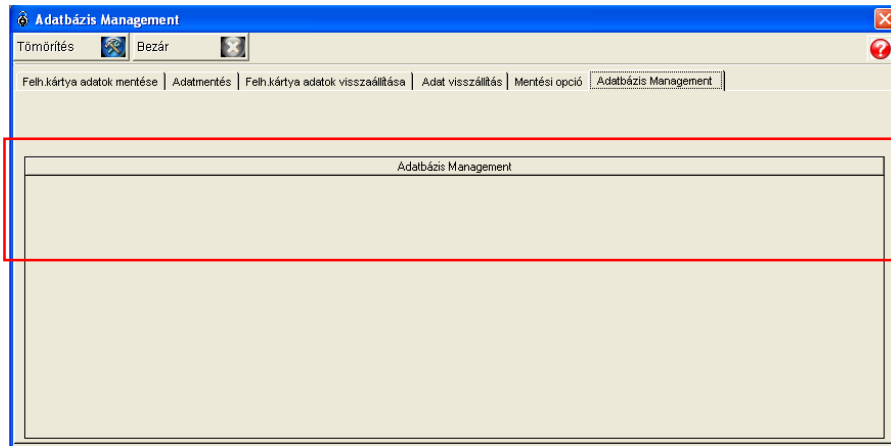 Adatbázis Management
Tömörítés Bezár
Felh.kártya adatok mentése Adatmentés Felh.kártya adatok visszaállítása Adat visszállítás Mentési opció Adatbázis Management
Adatbázis Management